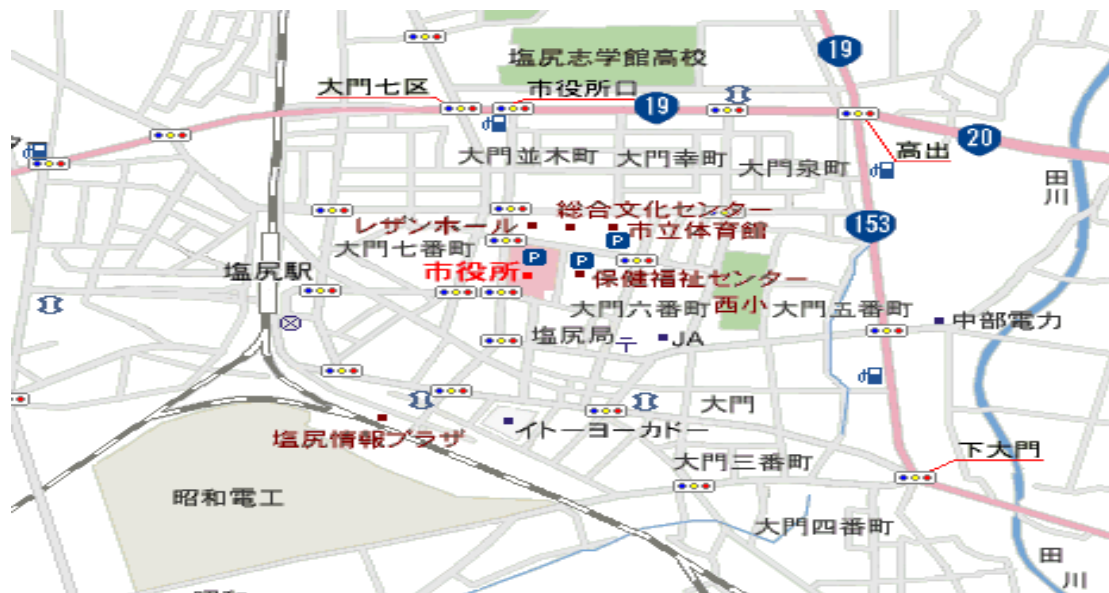 19
塩尻志学館高校
大門七区
市役所口
19
20
高出
大門並木町
大門幸町
大門泉町
田
川
総合文化センター
レザンホール
市立体育館
153
大門七番町
P
P
P
塩尻駅
市役所
保健福祉センター
大門六番町
西小
大門五番町
中部電力
塩尻局
JA
大門
イトーヨーカドー
塩尻情報プラザ
下大門
大門三番町
昭和電工
大門四番町
田
川